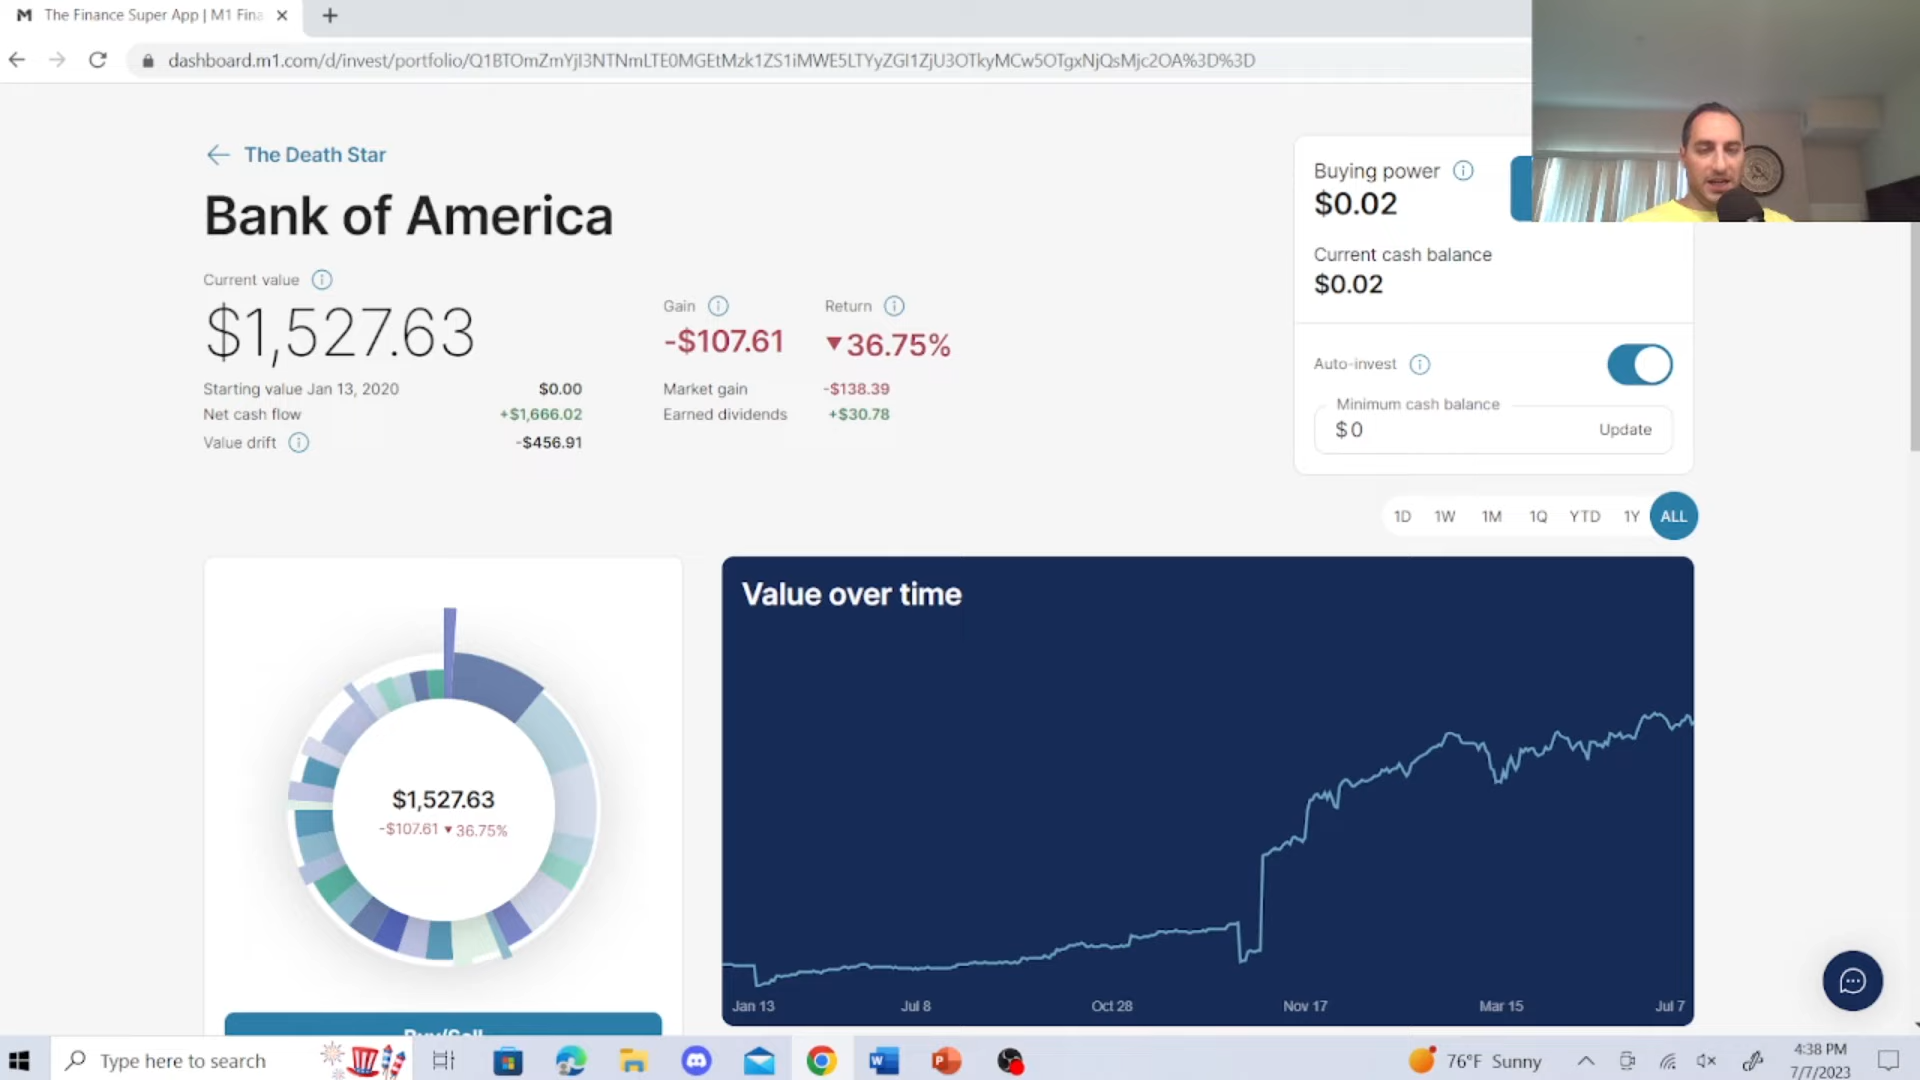 The Finance Super App | M1 Fina
dashboard.m1.com/d/invest/portfolio/Q1BTOmZmYjI3NTNmLTE0MGEtMzk1ZS1iMWE5LTYyZGI1ZjU3OTkyMCw5OTgxNjQsMjc2OA%3D%3D
The Death Star
Bank of America
Current value
$1,527.63
Starting value Jan 13, 2020 $0.00
Net cash flow +$1,666.02
Value drift -$456.91
Gain
-$107.61
Return
▼36.75%
Market gain -$138.39
Earned dividends +$30.78
Buying power
$0.02
Current cash balance
$0.02
Auto-invest
Minimum cash balance
$0 Update
1D 1W 1M 1Q YTD 1Y ALL
$1,527.63
-$107.61 ▼36.75%
Buy/Sell
Value over time
Jan 13 Jul 8 Oct 28 Nov 17 Mar 15 Jul 7
Type here to search
76°F Sunny
4:38 PM
7/7/2023